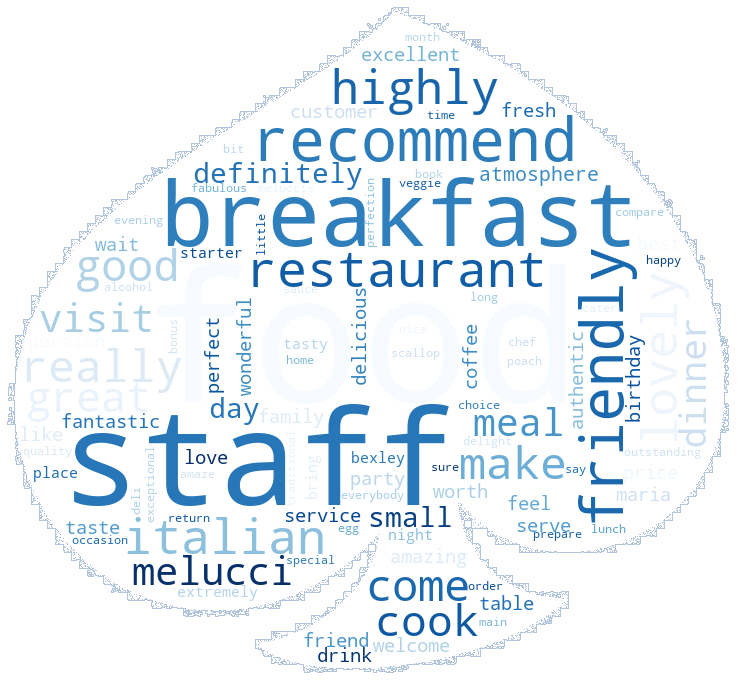 month
excellent
highly
customer
fresh
time
recommend
bit
definitely
book
atmosphere
fabulous
meluccis
veggie
perfection
breakfast
evening
little
compare
wait
starter
best
good
restaurant
happy
alcohol
sauce
long
eatery
food
friendly
lovely
visit
bonus
perfect
wonderful
delicious
nice
coffee
authentic
birthday
dinner
portion
tasty
chef
really
home
scallop
poach
great
day
family
choice
meal
fantastic
staff
like
delight
quality
love
bexley
sure
make
say
outstanding
place
amaze
exceptional
traditional
bring
party
price
deli
everybody
worth
maria
return
service
small
feel
taste
italian
egg
night
serve
lunch
occasion
prepare
special
amazing
melucci
come
order
extremely
cook
table
main
friend
welcome
drink